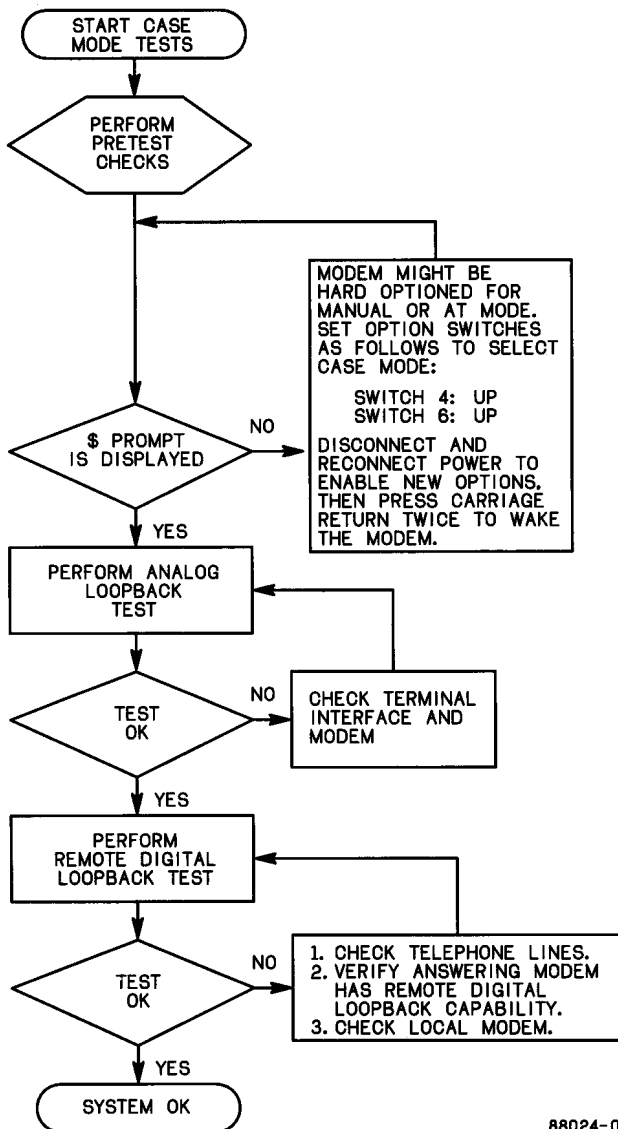 START CASE
MODE TESTS
PERFORM
PRETEST
CHECKS
MODEM MIGHT BE
HARD OPTIONED FOR
MANUAL OR AT MODE.
SET OPTION SWITCHES
AS FOLLOWS TO SELECT
CASE MODE:
SWITCH 4: UP
SWITCH 6: UP
DISCONNECT AND
RECONNECT POWER TO
ENABLE NEW OPTIONS,
THEN PRESS CARRIAGE
RETURN TWICE TO WAKE
THE MODEM.
$ PROMPT
IS DISPLAYED
NO
YES
PERFORM ANALOG
LOOPBACK
TEST
TEST
OK
NO
CHECK TERMINAL
INTERFACE AND
MODEM
YES
PERFORM
REMOTE DIGITAL
LOOPBACK TEST
TEST
OK
NO
1. CHECK TELEPHONE LINES.
2. VERIFY ANSWERING MODEM
HAS REMOTE DIGITAL
LOOPBACK CAPABILITY.
3. CHECK LOCAL MODEM.
YES
SYSTEM OK